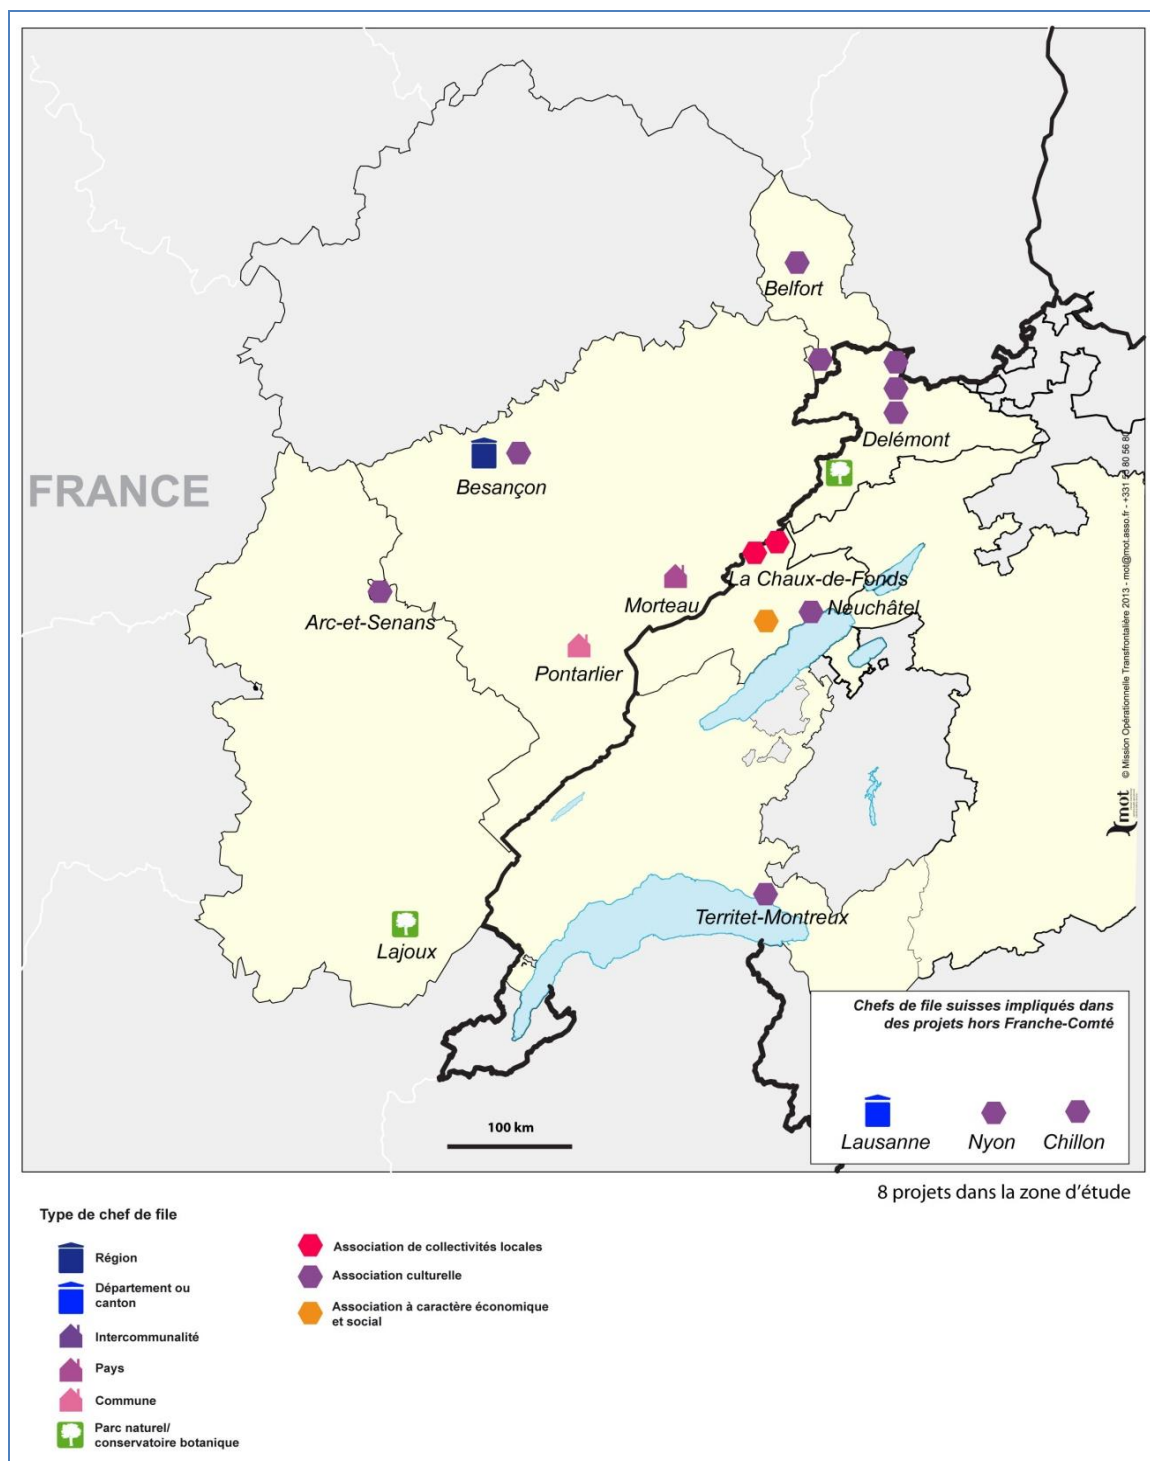 Belfort
Delémont
FRANCE
Besançon
La Chaux-de-Fonds
Morteau
Neuchâtel
Arc-et-Senans
Pontarlier
Territet-Montreux
Lajoux
100 km
Chefs de file suisses impliqués dans
des projets hors Franche-Comté
Lausanne
Nyon
Chillon
mot
© Mission Opérationnelle Transfrontalière 2013 - mot@mot.asso.fr
8 projets dans la zone d'étude
Type de chef de file
Région
Département ou
canton
Intercommunalité
Pays
Commune
Parc naturel/
conservatoire botanique
Association de collectivités locales
Association culturelle
Association à caractère économique
et social